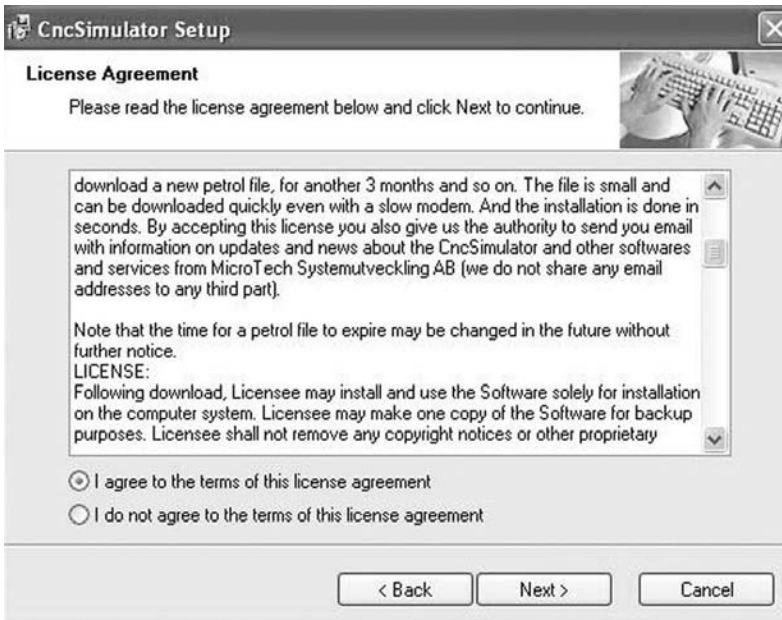 CncSimulator Setup
License Agreement
Please read the license agreement below and click Next to continue.
download a new petrol file, for another 3 months and so on. The file is small and
can be downloaded quickly even with a slow modem. And the installation is done in
seconds. By accepting this license you also give us the authority to send you email
with information on updates and news about the CncSimulator and other softwares
and services from MicroTech Systemutveckling AB (we do not share any email
addresses to any third part).
Note that the time for a petrol file to expire may be changed in the future without
further notice.
LICENSE:
Following download, Licensee may install and use the Software solely for installation
on the computer system. Licensee may make one copy of the Software for backup
purposes. Licensee shall not remove any copyright notices or other proprietary
I agree to the terms of this license agreement
I do not agree to the terms of this license agreement
< Back Next > Cancel